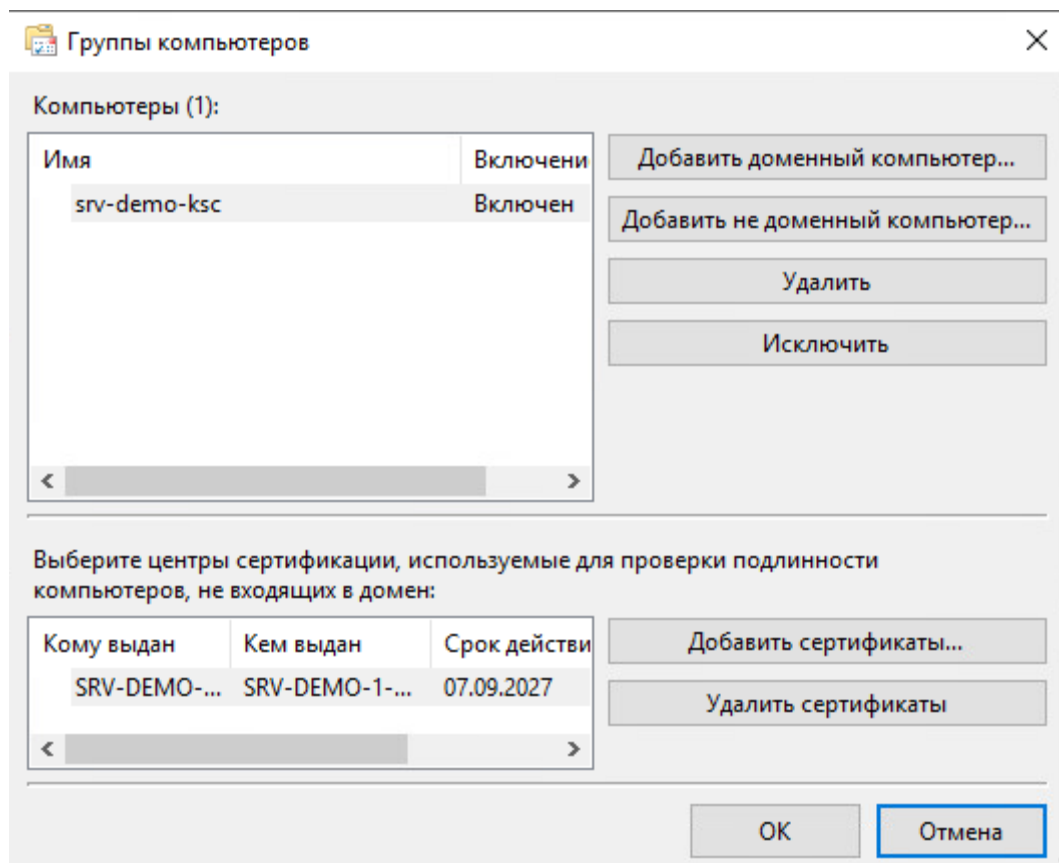 Группы компьютеров
Компьютеры (1):
Имя Включени
srv-demo-ksc Включен
Добавить доменный компьютер...
Добавить не доменный компьютер...
Удалить
Исключить
Выберите центры сертификации, используемые для проверки подлинности
компьютеров, не входящих в домен:
Кому выдан Кем выдан Срок действи
SRV-DEMO-... SRV-DEMO-1-... 07.09.2027
Добавить сертификаты...
Удалить сертификаты
OK Отмена